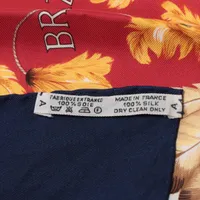 BRA
A FABRIQUE EN FRANCE MADE IN FRANCE A
100% SOIE 100% SILK
DRY CLEAN ONLY